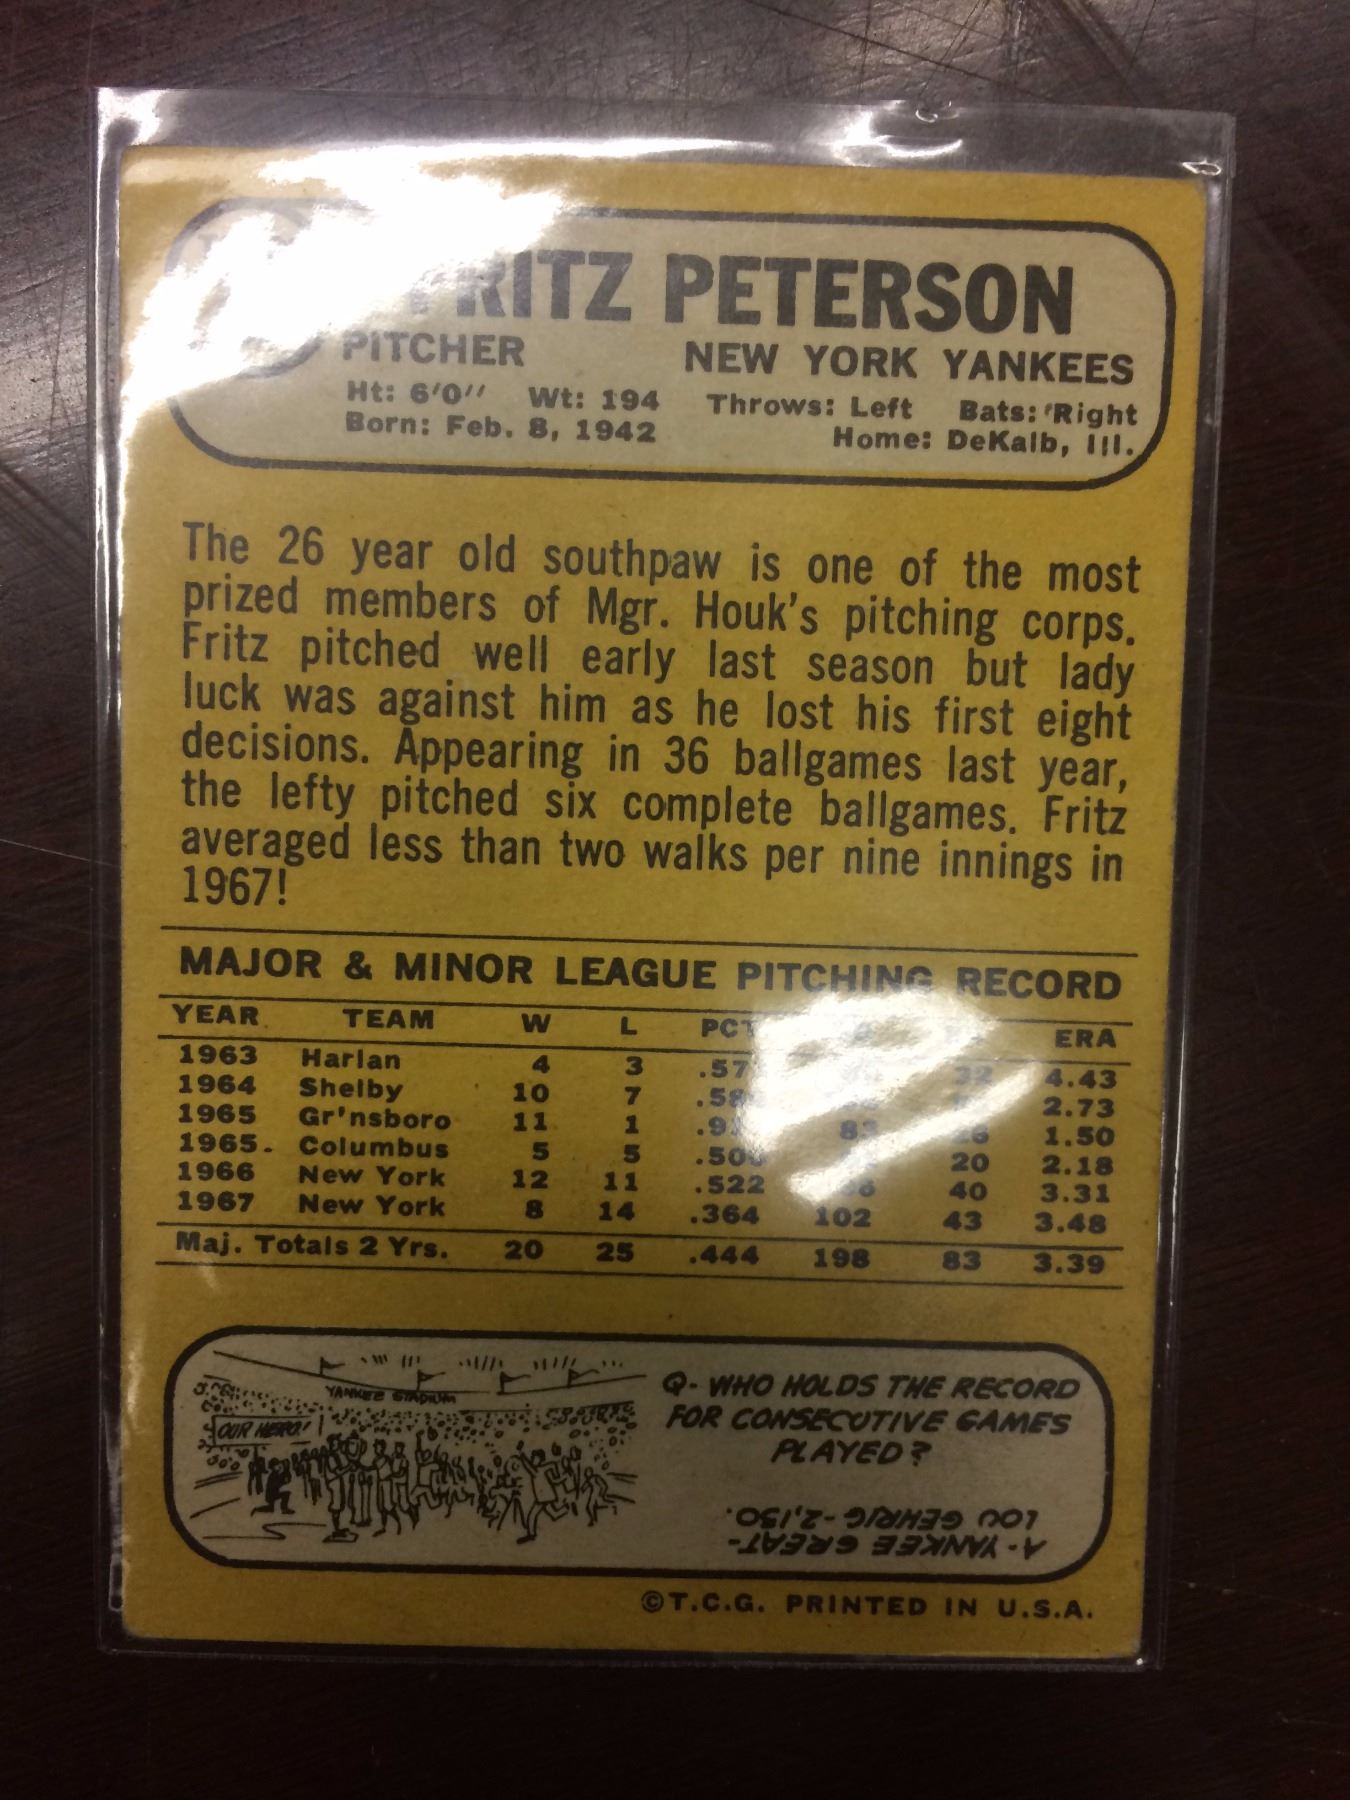 FRITZ PETERSON
PITCHER NEW YORK YANKEES
Ht: 6'0" Wt: 194 Throws: Left Bats: Right
Born: Feb. 8, 1942 Home: DeKalb, Ill.
The 26 year old southpaw is one of the most
prized members of Mgr. Houk's pitching corps.
Fritz pitched well early last season but lady
luck was against him as he lost his first eight
decisions. Appearing in 36 ballgames last year,
the lefty pitched six complete ballgames. Fritz
averaged less than two walks per nine innings in
1967!
MAJOR & MINOR LEAGUE PITCHING RECORD
YEAR TEAM W L PCT ERA
1963 Harlan 4 3 32 4.43
1964 Shelby 10 7 2.73
1965 Gr'nsboro 11 1 83 26 1.50
1965 Columbus 5 5 .500 20 2.18
1966 New York 12 11 .522 40 3.31
1967 New York 8 14 .364 102 43 3.48
Maj. Totals 2 Yrs. 20 25 .444 198 83 3.39
YANKEE STADIUM
OUR HERO!
Q- WHO HOLDS THE RECORD
FOR CONSECUTIVE GAMES
PLAYED?
A- YANKEE GREAT-
LOU GEHRIG-2,130.
©T.C.G. PRINTED IN U.S.A.